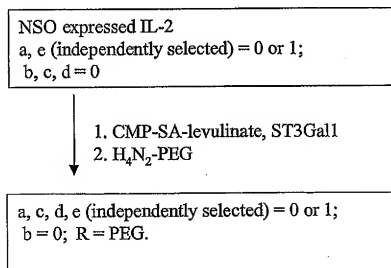 NSO expressed IL-2
a, e (independently selected) = 0 or 1;
b, c, d = 0
1. CMP-SA-levulinate, ST3Gal1
2. H₄N₂-PEG
a, c, d, e (independently selected) = 0 or 1;
b = 0; R = PEG.